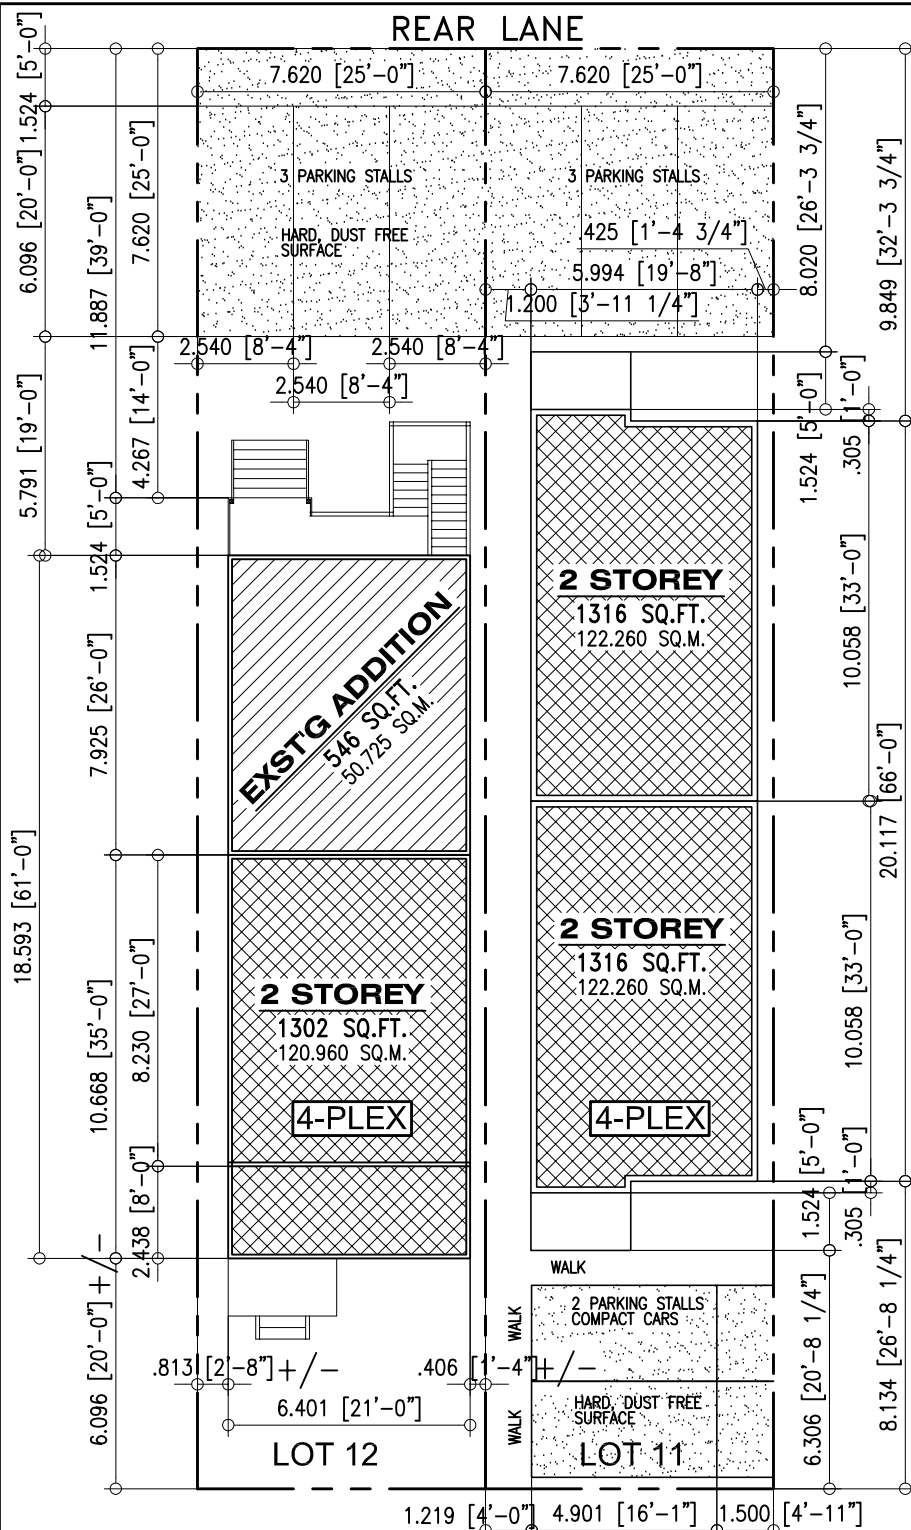 REAR LANE
7.620 [25'-0"]
7.620 [25'-0"]
1.524 [5'-0"]
6.096 [20'-0"]
11.887 [39'-0"]
7.620 [25'-0"]
3 PARKING STALLS
3 PARKING STALLS
HARD, DUST FREE
SURFACE
.425 [1'-4 3/4"]
5.994 [19'-8"]
1.200 [3'-11 1/4"]
8.020 [26'-3 3/4"]
9.849 [32'-3 3/4"]
2.540 [8'-4"]
2.540 [8'-4"]
2.540 [8'-4"]
5.791 [19'-0"]
4.267 [14'-0"]
1.524 [5'-0"]
1.524 [5'-0"]
.305 [1'-0"]
2 STOREY
1316 SQ.FT.
122.260 SQ.M.
EXST'G ADDITION
546 SQ.FT.
50.725 SQ.M.
7.925 [26'-0"]
10.058 [33'-0"]
20.117 [66'-0"]
18.593 [61'-0"]
2 STOREY
1316 SQ.FT.
122.260 SQ.M.
2 STOREY
1302 SQ.FT.
120.960 SQ.M.
10.668 [35'-0"]
8.230 [27'-0"]
10.058 [33'-0"]
4-PLEX
4-PLEX
2.438 [8'-0"]
1.524 [5'-0"]
.305 [1'-0"]
WALK
6.096 [20'-0"] +/-
2 PARKING STALLS
COMPACT CARS
WALK
.813 [2'-8"] +/-
.406 [1'-4"] +/-
6.401 [21'-0"]
HARD, DUST FREE
SURFACE
WALK
6.306 [20'-8 1/4"]
8.134 [26'-8 1/4"]
LOT 12
LOT 11
1.219 [4'-0"]
4.901 [16'-1"]
1.500 [4'-11"]